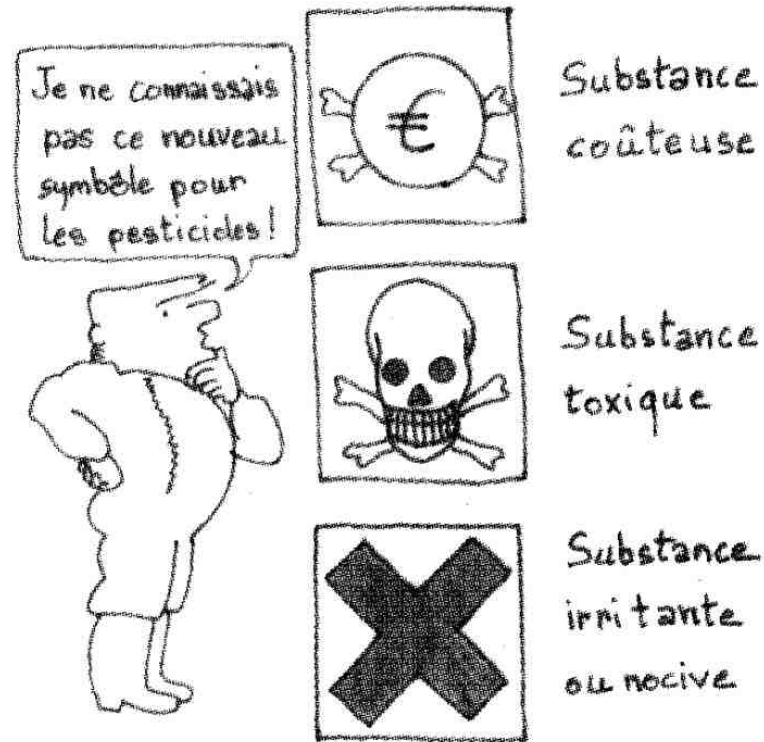 Je ne connaissais
pas ce nouveau
symbôle pour
les pesticides !
€
Substance
coûteuse
Substance
toxique
Substance
irritante
ou nocive